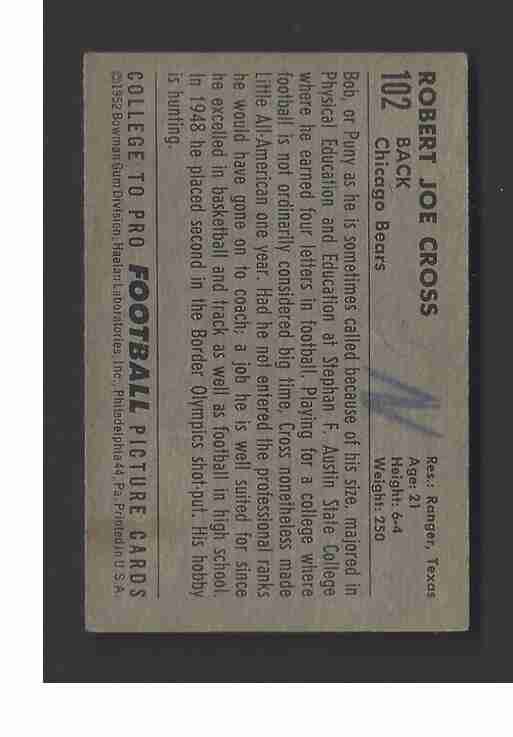 ROBERT JOE CROSS
102 BACK
Chicago Bears
Res.: Ranger, Texas
Age: 21
Height: 6-4
Weight: 250
Bob, or Puny as he is sometimes called because of his size, majored in
Physical Education and Education at Stephan F. Austin State College
where he earned four letters in football. Playing for a college where
football is not ordinarily considered big time, Cross nonetheless made
Little All-American one year. Had he not entered the professional ranks
he would have gone on to coach; a job he is well suited for since
he excelled in basketball and track as well as football in high school.
In 1948 he placed second in the Border Olympics shot-put. His hobby
is hunting.
COLLEGE TO PRO FOOTBALL PICTURE CARDS
©1952 Bowman Gum Division, Haelan Laboratories, Inc., Philadelphia 44, Pa. Printed in U.S.A.